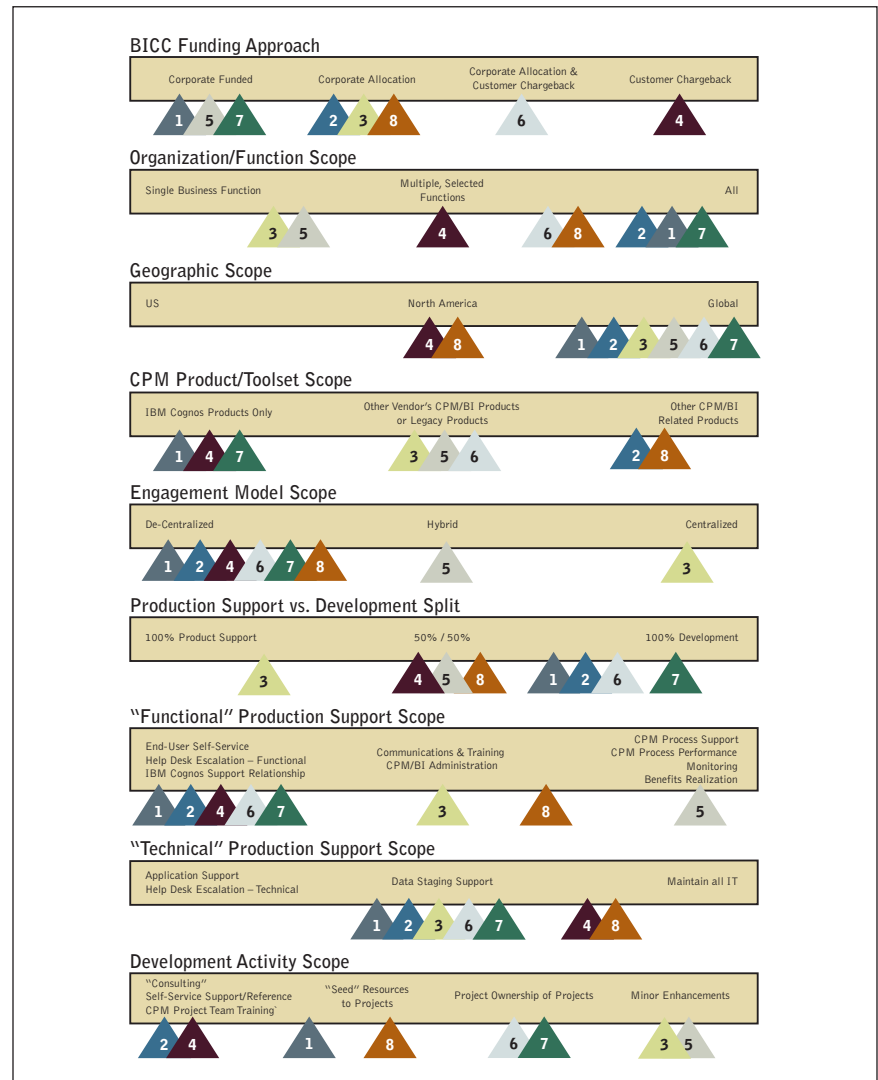 BICC Funding Approach
Corporate Funded
Corporate Allocation
Corporate Allocation &
Customer Chargeback
Customer Chargeback
1 5 7 2 3 8 6 4
Organization/Function Scope
Single Business Function
Multiple, Selected
Functions
All
3 5 4 6 8 2 1 7
Geographic Scope
US
North America
Global
4 8 1 2 3 5 6 7
CPM Product/Toolset Scope
IBM Cognos Products Only
Other Vendor's CPM/BI Products
or Legacy Products
Other CPM/BI
Related Products
1 4 7 3 5 6 2 8
Engagement Model Scope
De-Centralized
Hybrid
Centralized
1 2 4 6 7 8 5 3
Production Support vs. Development Split
100% Product Support
50% / 50%
100% Development
3 4 5 8 1 2 6 7
"Functional" Production Support Scope
End-User Self-Service
Help Desk Escalation – Functional
IBM Cognos Support Relationship
Communications & Training
CPM/BI Administration
CPM Process Support
CPM Process Performance
Monitoring
Benefits Realization
1 2 4 6 7 3 8 5
"Technical" Production Support Scope
Application Support
Help Desk Escalation – Technical
Data Staging Support
Maintain all IT
1 2 3 6 7 4 8
Development Activity Scope
"Consulting"
Self-Service Support/Reference
CPM Project Team Training`
"Seed" Resources
to Projects
Project Ownership of Projects
Minor Enhancements
2 4 1 8 6 7 3 5